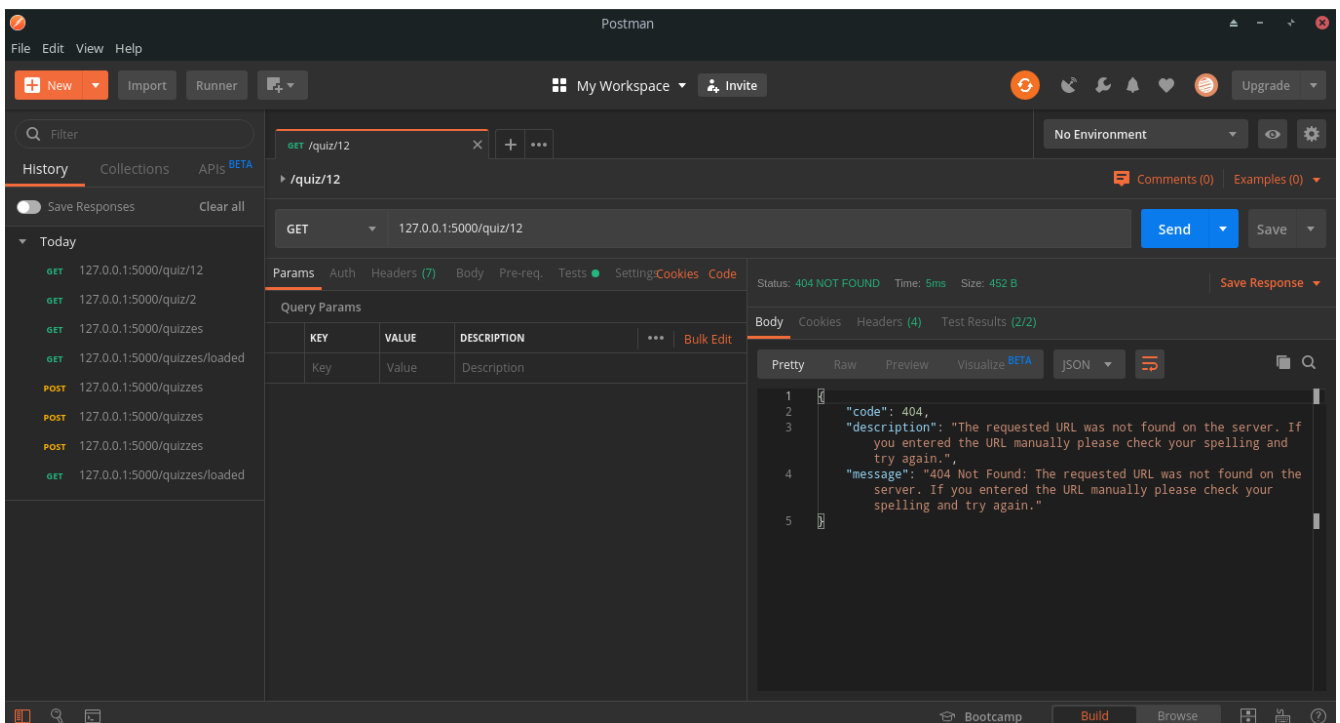 Postman
File Edit View Help
New Import Runner My Workspace Invite Upgrade
Filter
History Collections APIs BETA
Save Responses Clear all
Today
GET 127.0.0.1:5000/quiz/12
GET 127.0.0.1:5000/quiz/2
GET 127.0.0.1:5000/quizzes
GET 127.0.0.1:5000/quizzes/loaded
POST 127.0.0.1:5000/quizzes
POST 127.0.0.1:5000/quizzes
POST 127.0.0.1:5000/quizzes
GET 127.0.0.1:5000/quizzes/loaded
GET /quiz/12
No Environment
/quiz/12
Comments (0) Examples (0)
GET 127.0.0.1:5000/quiz/12 Send Save
Params Auth Headers (7) Body Pre-req. Tests Settings Cookies Code
Query Params
KEY VALUE DESCRIPTION Bulk Edit
Key Value Description
Status: 404 NOT FOUND Time: 5ms Size: 452 B Save Response
Body Cookies Headers (4) Test Results (2/2)
Pretty Raw Preview Visualize BETA JSON
1 {
2 "code": 404,
3 "description": "The requested URL was not found on the server. If
you entered the URL manually please check your spelling and
try again.",
4 "message": "404 Not Found: The requested URL was not found on the
server. If you entered the URL manually please check your
spelling and try again."
5 }
Bootcamp Build Browse